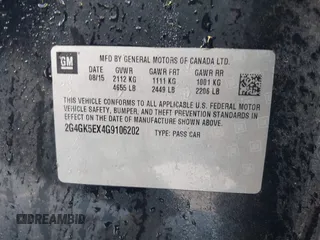 GM MFD BY GENERAL MOTORS OF CANADA LTD.
DATE GVWR GAWR FRT GAWR RR
08/15 2112 KG 1111 KG 1001 KG
4655 LB 2449 LB 2206 LB
THIS VEHICLE CONFORMS TO ALL APPLICABLE U.S. FEDERAL MOTOR
VEHICLE SAFETY, BUMPER, AND THEFT PREVENTION STANDARDS IN
EFFECT ON THE DATE OF MANUFACTURE SHOWN ABOVE.
2G4GK5EX4G9106202 TYPE: PASS CAR
DREAMBID